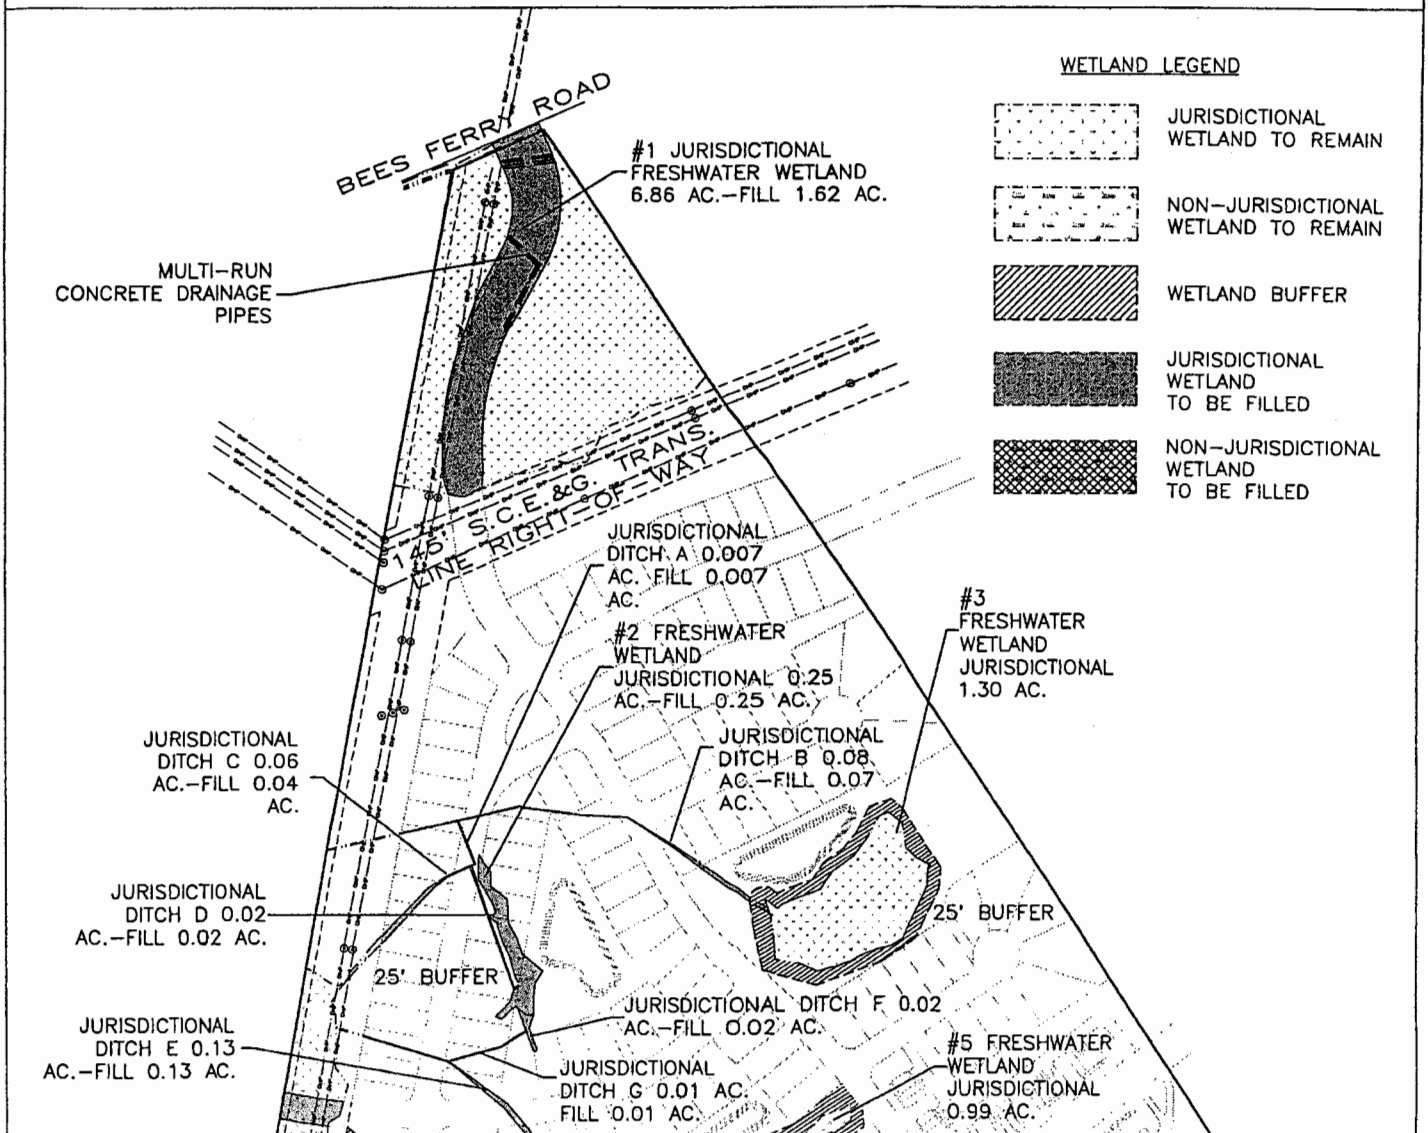 WETLAND LEGEND
JURISDICTIONAL
WETLAND TO REMAIN
NON-JURISDICTIONAL
WETLAND TO REMAIN
WETLAND BUFFER
JURISDICTIONAL
WETLAND
TO BE FILLED
NON-JURISDICTIONAL
WETLAND
TO BE FILLED
BEES FERRY ROAD
#1 JURISDICTIONAL
FRESHWATER WETLAND
6.86 AC.-FILL 1.62 AC.
MULTI-RUN
CONCRETE DRAINAGE
PIPES
145' S.C.E.&G. TRANS.
LINE RIGHT-OF-WAY
JURISDICTIONAL
DITCH A 0.007
AC. FILL 0.007
AC.
#2 FRESHWATER
WETLAND
JURISDICTIONAL 0.25
AC.-FILL 0.25 AC.
#3
FRESHWATER
WETLAND
JURISDICTIONAL
1.30 AC.
JURISDICTIONAL
DITCH B 0.08
AC.-FILL 0.07
AC.
JURISDICTIONAL
DITCH C 0.06
AC.-FILL 0.04
AC.
JURISDICTIONAL
DITCH D 0.02
AC.-FILL 0.02 AC.
25' BUFFER
25' BUFFER
JURISDICTIONAL DITCH F 0.02
AC.-FILL 0.02 AC.
JURISDICTIONAL
DITCH E 0.13
AC.-FILL 0.13 AC.
JURISDICTIONAL
DITCH G 0.01 AC.
FILL 0.01 AC.
#5 FRESHWATER
WETLAND
JURISDICTIONAL
0.99 AC.